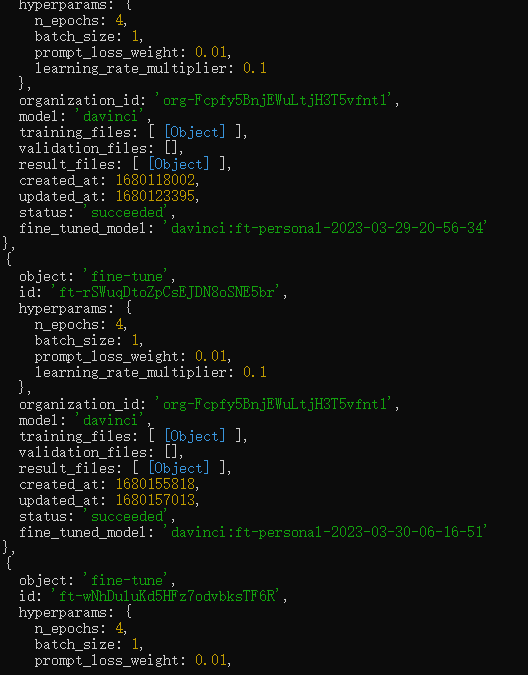 hyperparams: {
n_epochs: 4,
batch_size: 1,
prompt_loss_weight: 0.01,
learning_rate_multiplier: 0.1
},
organization_id: 'org-Fcpfy5BnjEWuLtjH3T5vfnt1',
model: 'davinci',
training_files: [ [Object] ],
validation_files: [],
result_files: [ [Object] ],
created_at: 1680118002,
updated_at: 1680123395,
status: 'succeeded',
fine_tuned_model: 'davinci:ft-personal-2023-03-29-20-56-34'
},
{
object: 'fine-tune',
id: 'ft-rSWuqDtoZpCsEJDN8oSNE5br',
hyperparams: {
n_epochs: 4,
batch_size: 1,
prompt_loss_weight: 0.01,
learning_rate_multiplier: 0.1
},
organization_id: 'org-Fcpfy5BnjEWuLtjH3T5vfnt1',
model: 'davinci',
training_files: [ [Object] ],
validation_files: [],
result_files: [ [Object] ],
created_at: 1680155818,
updated_at: 1680157013,
status: 'succeeded',
fine_tuned_model: 'davinci:ft-personal-2023-03-30-06-16-51'
},
{
object: 'fine-tune',
id: 'ft-wNhDuluKd5HFz7odvbksTF6R',
hyperparams: {
n_epochs: 4,
batch_size: 1,
prompt_loss_weight: 0.01,